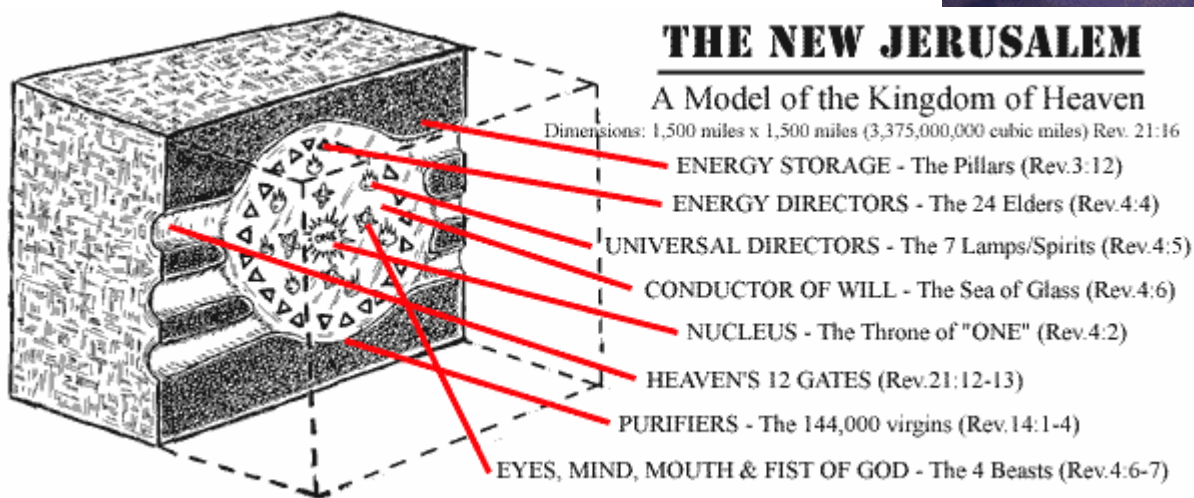 THE NEW JERUSALEM
A Model of the Kingdom of Heaven
Dimensions: 1,500 miles x 1,500 miles (3,375,000,000 cubic miles) Rev. 21:16
ENERGY STORAGE - The Pillars (Rev.3:12)
ENERGY DIRECTORS - The 24 Elders (Rev.4:4)
UNIVERSAL DIRECTORS - The 7 Lamps/Spirits (Rev.4:5)
CONDUCTOR OF WILL - The Sea of Glass (Rev.4:6)
NUCLEUS - The Throne of "ONE" (Rev.4:2)
HEAVEN'S 12 GATES (Rev.21:12-13)
PURIFIERS - The 144,000 virgins (Rev.14:1-4)
EYES, MIND, MOUTH & FIST OF GOD - The 4 Beasts (Rev.4:6-7)
ONE